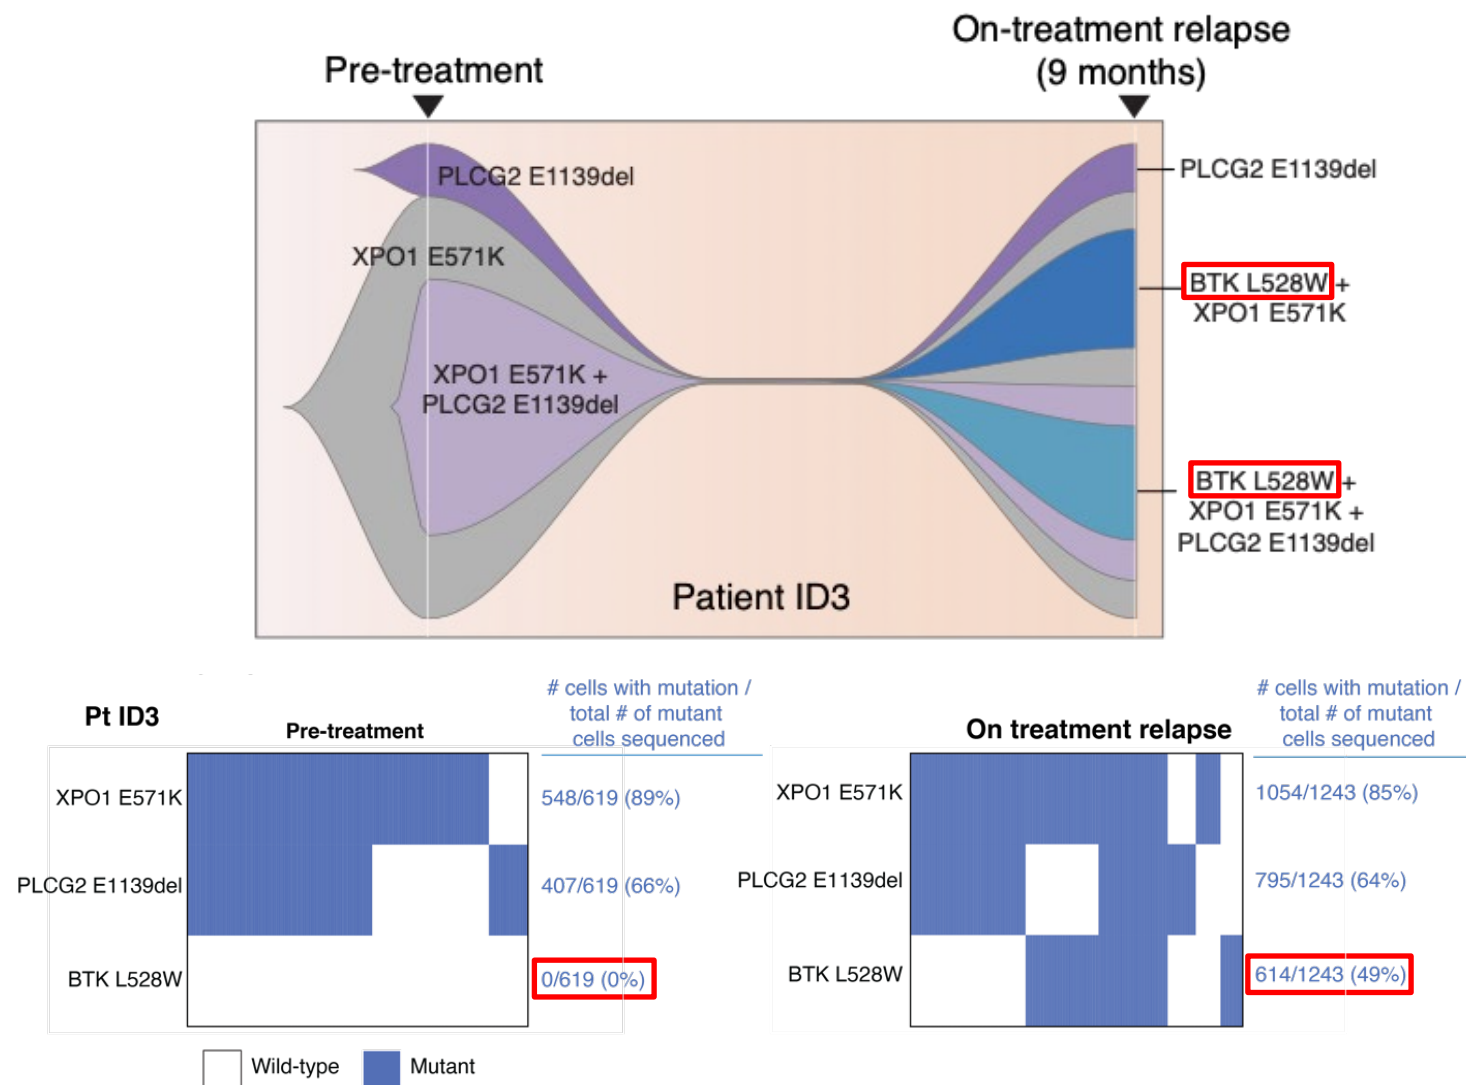 Pre-treatment
On-treatment relapse
(9 months)
PLCG2 E1139del
XPO1 E571K
XPO1 E571K +
PLCG2 E1139del
Patient ID3
PLCG2 E1139del
BTK L528W +
XPO1 E571K
BTK L528W +
XPO1 E571K +
PLCG2 E1139del
Pt ID3
Pre-treatment
# cells with mutation /
total # of mutant
cells sequenced
XPO1 E571K
548/619 (89%)
PLCG2 E1139del
407/619 (66%)
BTK L528W
0/619 (0%)
Wild-type
Mutant
On treatment relapse
# cells with mutation /
total # of mutant
cells sequenced
XPO1 E571K
1054/1243 (85%)
PLCG2 E1139del
795/1243 (64%)
BTK L528W
614/1243 (49%)